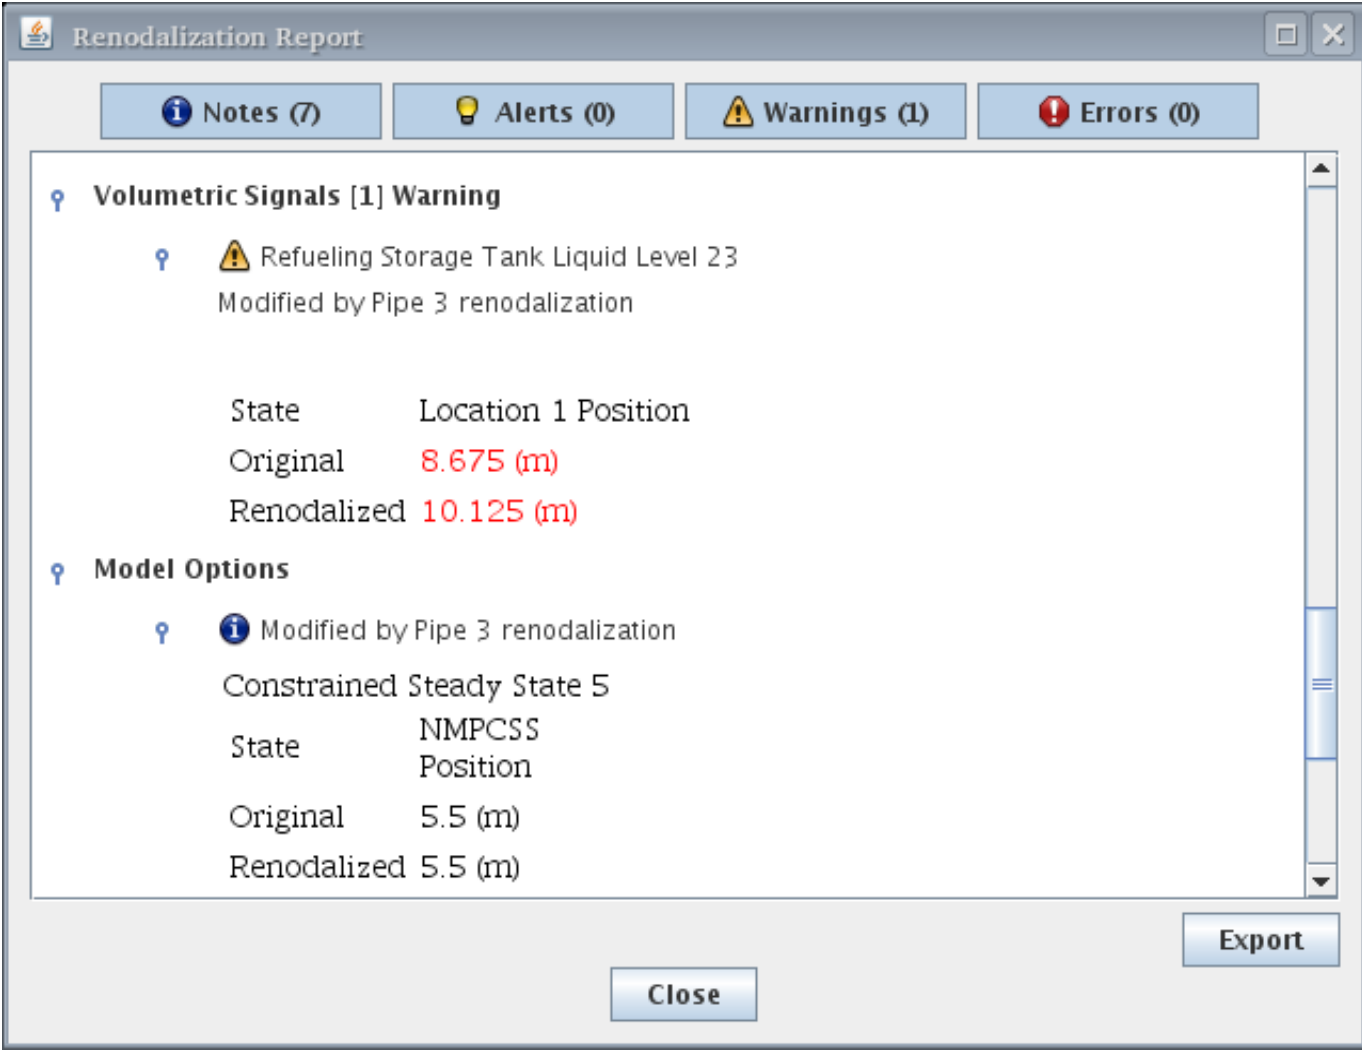 Renodalization Report
Notes (7) Alerts (0) Warnings (1) Errors (0)
Volumetric Signals [1] Warning
Refueling Storage Tank Liquid Level 23
Modified by Pipe 3 renodalization
State Location 1 Position
Original 8.675 (m)
Renodalized 10.125 (m)
Model Options
Modified by Pipe 3 renodalization
Constrained Steady State 5
State NMPCSS
Position
Original 5.5 (m)
Renodalized 5.5 (m)
Export
Close